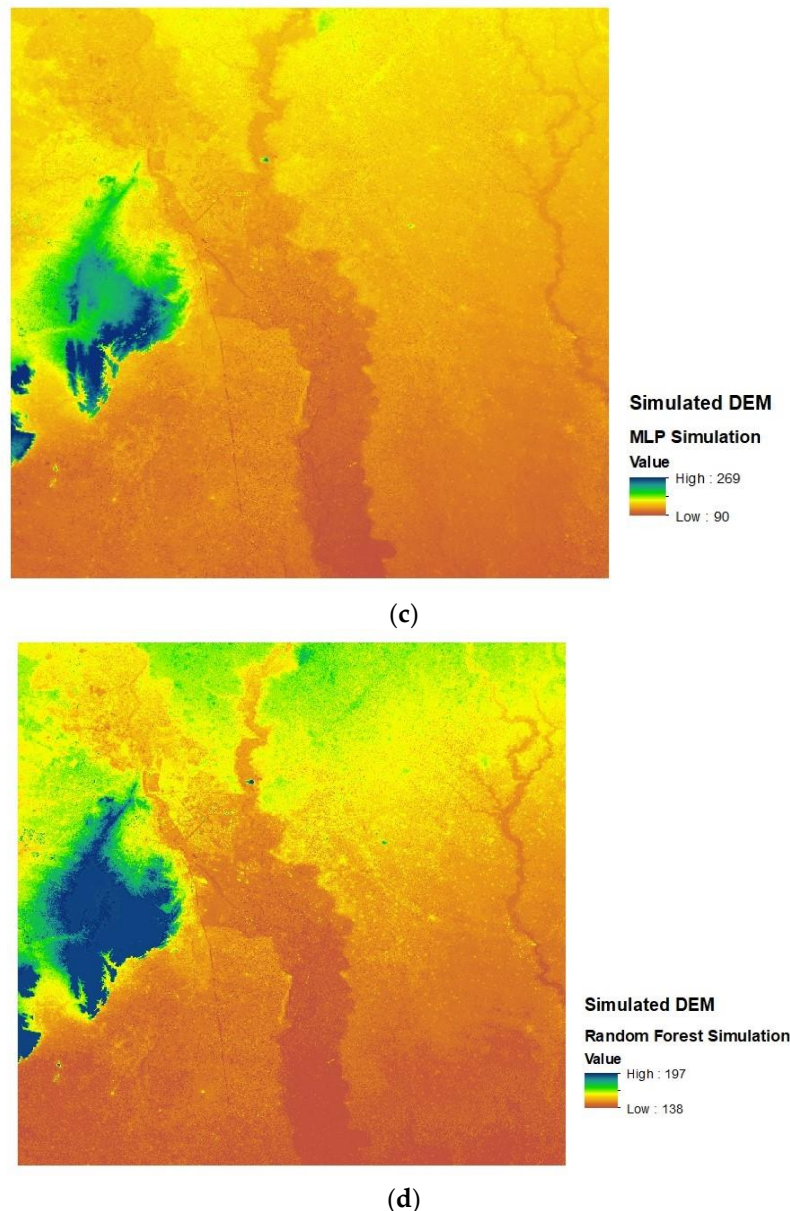 Simulated DEM
MLP Simulation
Value
High : 269
Low : 90
(c)
Simulated DEM
Random Forest Simulation
Value
High : 197
Low : 138
(d)